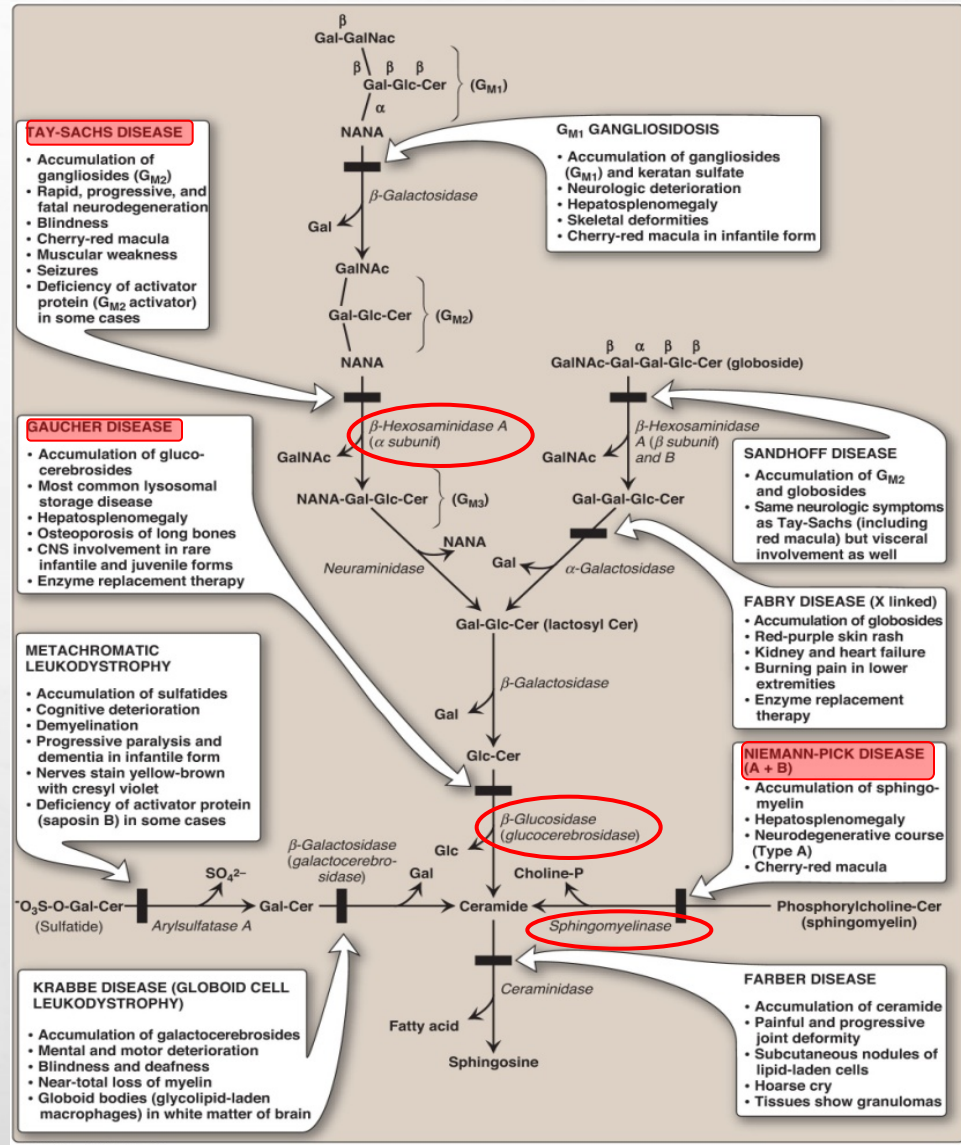 β
Gal-GalNac
β β β
Gal-Glc-Cer
(GM1)
α
NANA
β-Galactosidase
Gal
GalNAc
Gal-Glc-Cer
(GM2)
NANA
β-Hexosaminidase A
(α subunit)
GalNAc
NANA-Gal-Glc-Cer
(GM3)
NANA
Neuraminidase
TAY-SACHS DISEASE
• Accumulation of
gangliosides (GM2)
• Rapid, progressive, and
fatal neurodegeneration
• Blindness
• Cherry-red macula
• Muscular weakness
• Seizures
• Deficiency of activator
protein (GM2 activator)
in some cases
GM1 GANGLIOSIDOSIS
• Accumulation of gangliosides
(GM1) and keratan sulfate
• Neurologic deterioration
• Hepatosplenomegaly
• Skeletal deformities
• Cherry-red macula in infantile form
β α β β
GalNAc-Gal-Gal-Glc-Cer (globoside)
β-Hexosaminidase
A (β subunit)
and B
GalNAc
Gal-Gal-Glc-Cer
Gal
α-Galactosidase
GAUCHER DISEASE
• Accumulation of gluco-
cerebrosides
• Most common lysosomal
storage disease
• Hepatosplenomegaly
• Osteoporosis of long bones
• CNS involvement in rare
infantile and juvenile forms
• Enzyme replacement therapy
SANDHOFF DISEASE
• Accumulation of GM2
and globosides
• Same neurologic symptoms
as Tay-Sachs (including
red macula) but visceral
involvement as well
FABRY DISEASE (X linked)
• Accumulation of globosides
• Red-purple skin rash
• Kidney and heart failure
• Burning pain in lower
extremities
• Enzyme replacement
therapy
Gal-Glc-Cer (lactosyl Cer)
β-Galactosidase
Gal
Glc-Cer
β-Glucosidase
(glucocerebrosidase)
Glc
METACHROMATIC
LEUKODYSTROPHY
• Accumulation of sulfatides
• Cognitive deterioration
• Demyelination
• Progressive paralysis and
dementia in infantile form
• Nerves stain yellow-brown
with cresyl violet
• Deficiency of activator protein
(saposin B) in some cases
NIEMANN-PICK DISEASE
(A + B)
• Accumulation of sphingo-
myelin
• Hepatosplenomegaly
• Neurodegenerative course
(Type A)
• Cherry-red macula
β-Galactosidase
(galactocerebro-
sidase)
SO₄²⁻
Gal
Choline-P
⁻O₃S-O-Gal-Cer
(Sulfatide)
Arylsulfatase A
Gal-Cer
Ceramide
Sphingomyelinase
Phosphorylcholine-Cer
(sphingomyelin)
Ceramidase
Fatty acid
Sphingosine
KRABBE DISEASE (GLOBOID CELL
LEUKODYSTROPHY)
• Accumulation of galactocerebrosides
• Mental and motor deterioration
• Blindness and deafness
• Near-total loss of myelin
• Globoid bodies (glycolipid-laden
macrophages) in white matter of brain
FARBER DISEASE
• Accumulation of ceramide
• Painful and progressive
joint deformity
• Subcutaneous nodules of
lipid-laden cells
• Hoarse cry
• Tissues show granulomas